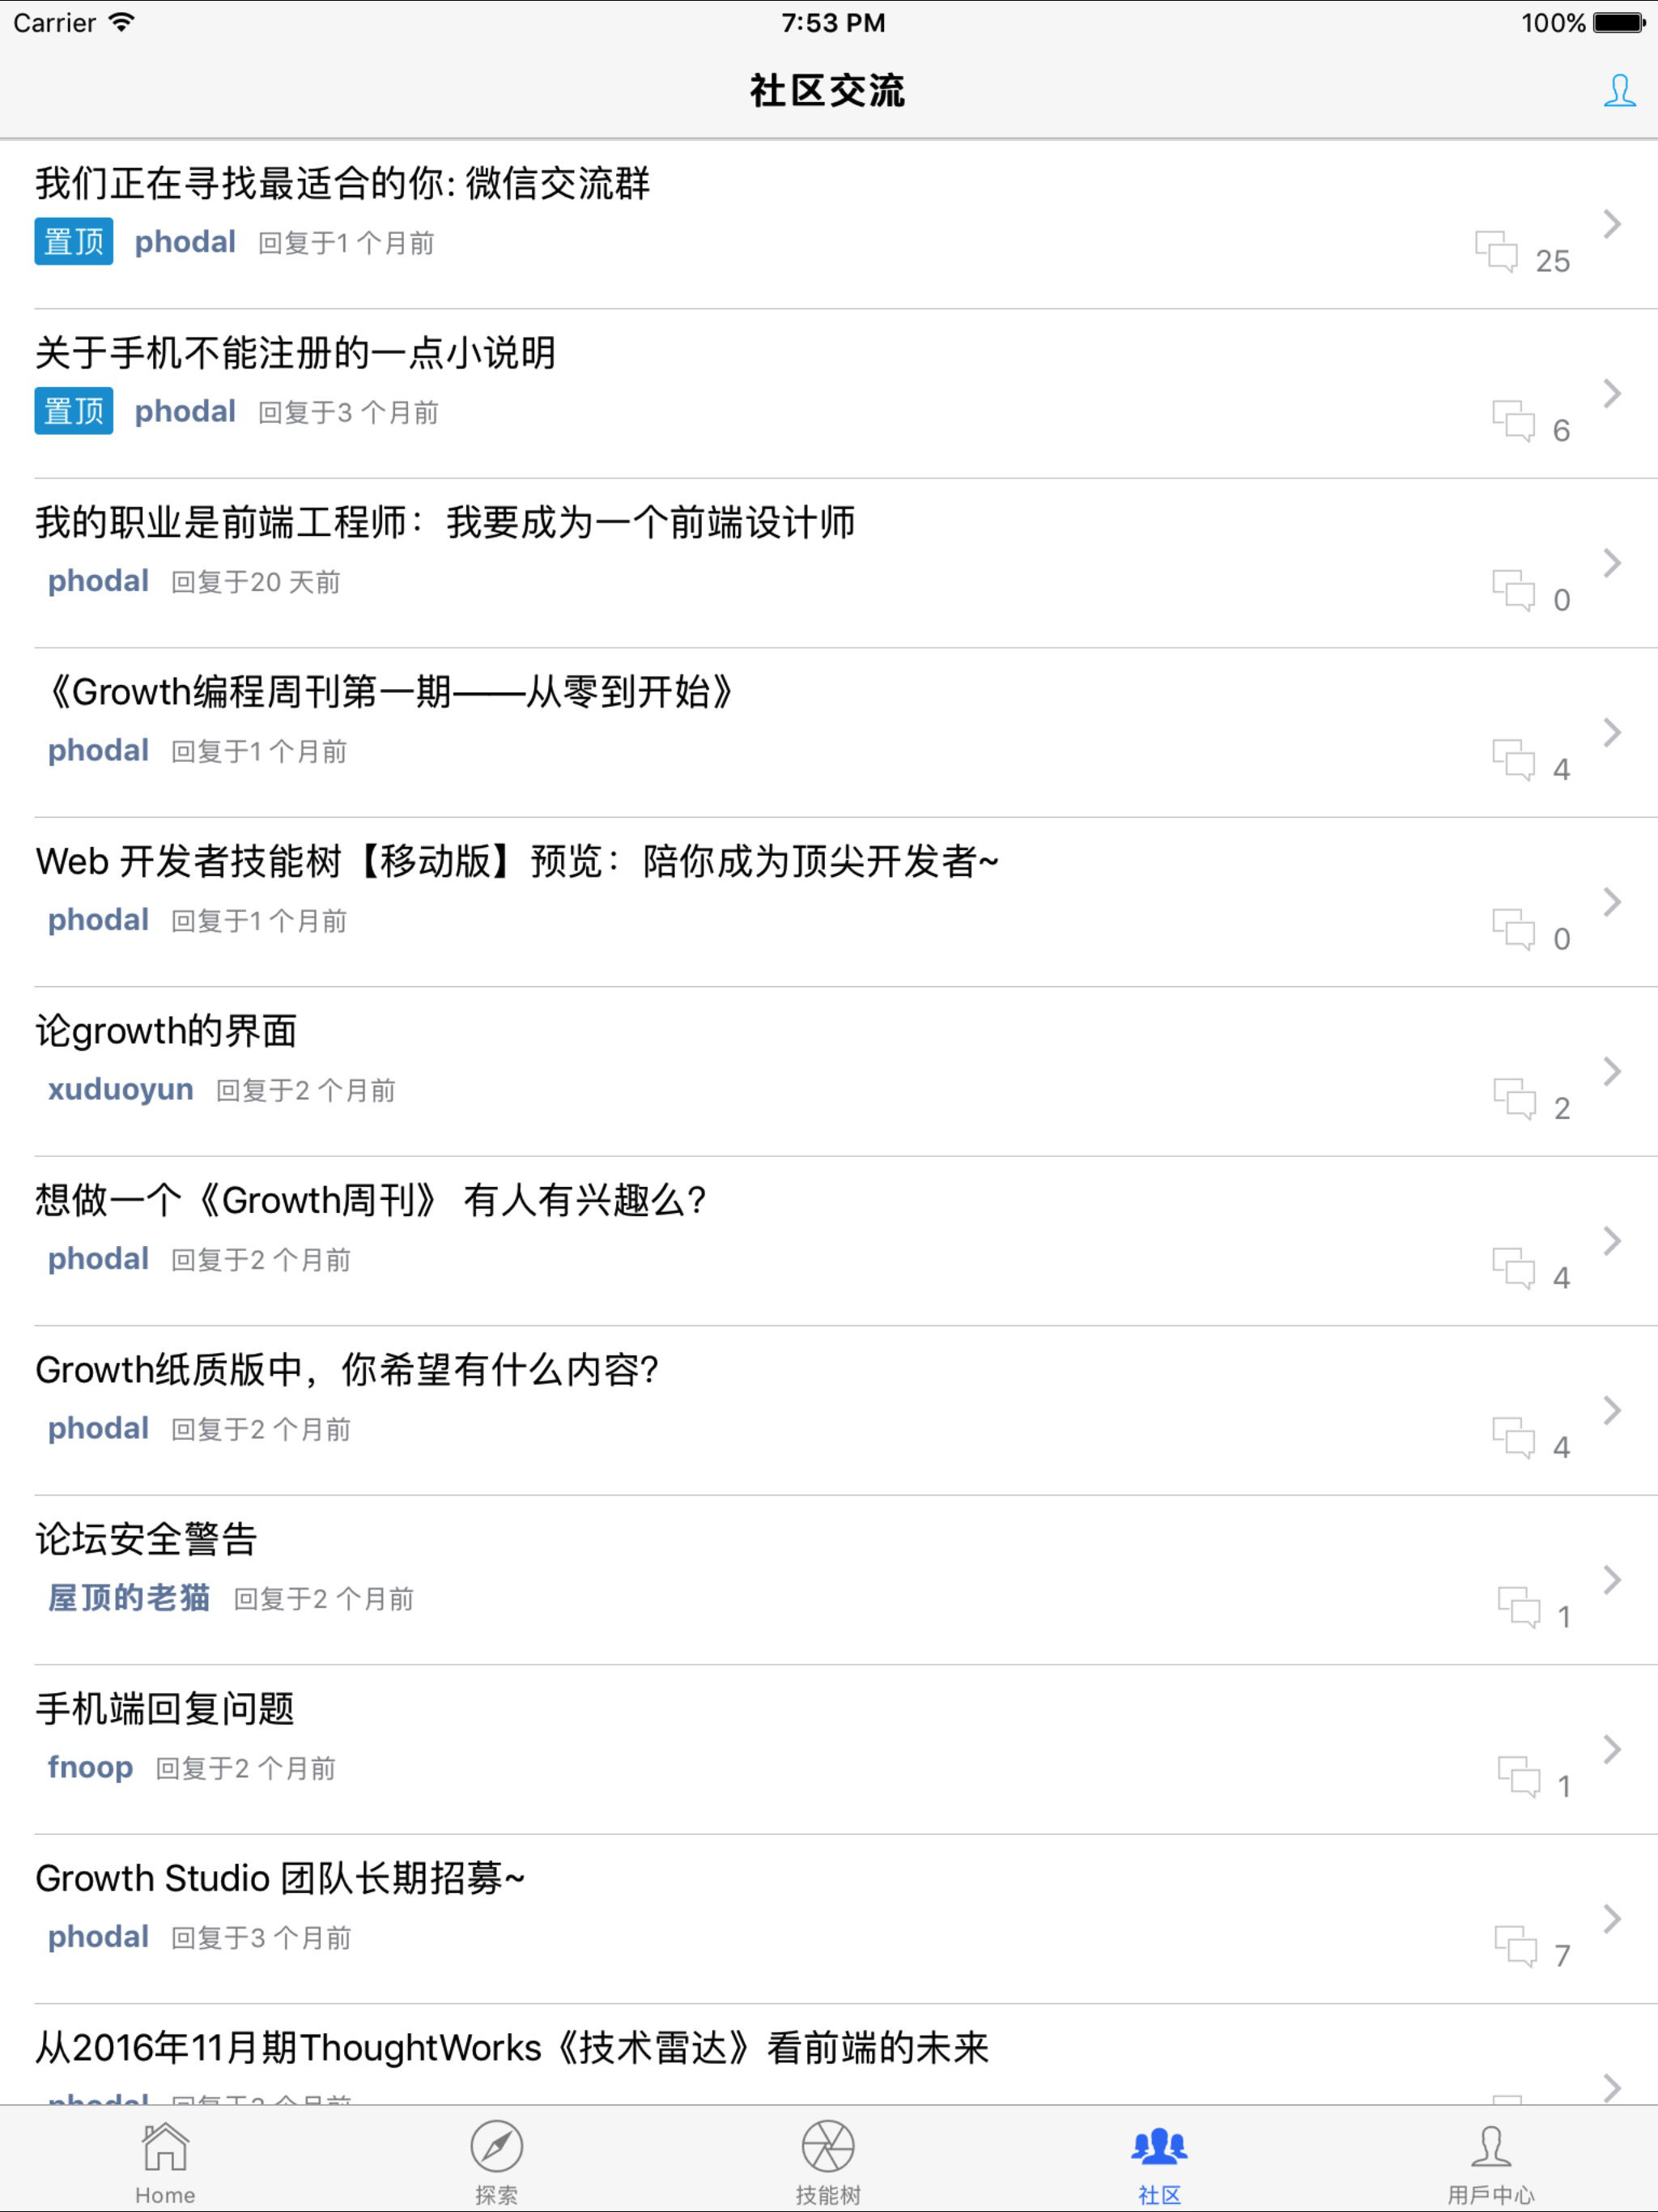 Carrier 7:53 PM 100%
社区交流
我们正在寻找最适合的你: 微信交流群
置顶 phodal 回复于1 个月前 25
关于手机不能注册的一点小说明
置顶 phodal 回复于3 个月前 6
我的职业是前端工程师：我要成为一个前端设计师
phodal 回复于20 天前 0
《Growth编程周刊第一期——从零到开始》
phodal 回复于1 个月前 4
Web 开发者技能树【移动版】预览：陪你成为顶尖开发者~
phodal 回复于1 个月前 0
论growth的界面
xuduoyun 回复于2 个月前 2
想做一个《Growth周刊》 有人有兴趣么?
phodal 回复于2 个月前 4
Growth纸质版中，你希望有什么内容?
phodal 回复于2 个月前 4
论坛安全警告
屋顶的老猫 回复于2 个月前 1
手机端回复问题
fnoop 回复于2 个月前 1
Growth Studio 团队长期招募~
phodal 回复于3 个月前 7
从2016年11月期ThoughtWorks《技术雷达》看前端的未来
phodal 回复于3 个月前
Home 探索 技能树 社区 用戶中心